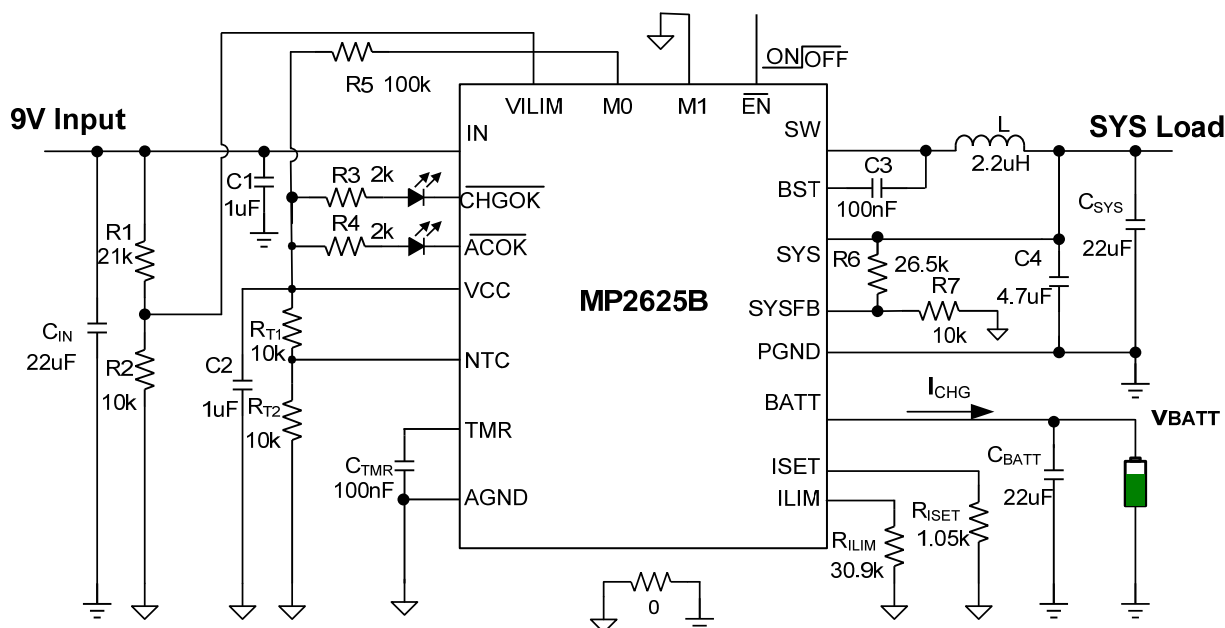 ON OFF
R5 100k
VILIM M0 M1 EN
9V Input
IN
SW
L
2.2uH
SYS Load
C1
1uF
R3 2k
CHGOK
BST
C3
100nF
R4 2k
ACOK
CSYS
22uF
R1
21k
SYS
R6
26.5k
C4
4.7uF
VCC
MP2625B
SYSFB
R7
10k
CIN
22uF
RT1
10k
R2
10k
C2
1uF
NTC
PGND
RT2
10k
BATT
ICHG
VBATT
TMR
CTMR
100nF
ISET
CBATT
22uF
AGND
ILIM
RISET
1.05k
RILIM
30.9k
0